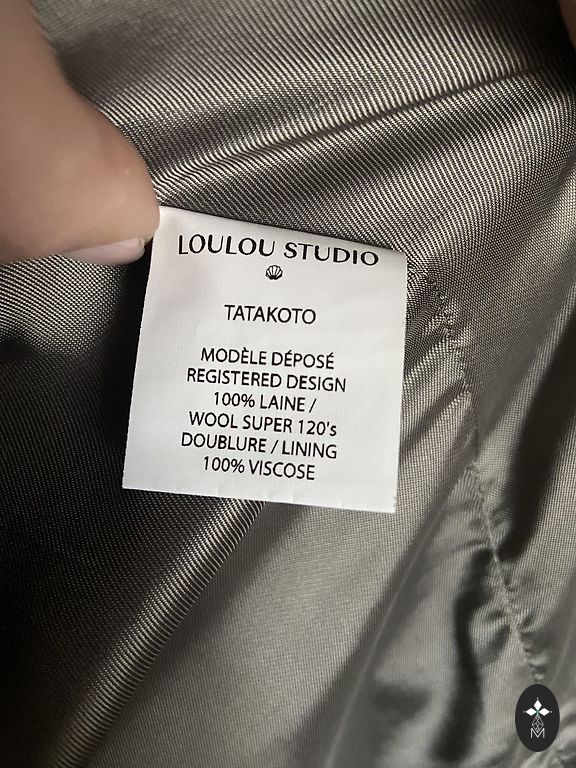 LOULOU STUDIO
TATAKOTO
MODÈLE DÉPOSÉ
REGISTERED DESIGN
100% LAINE /
WOOL SUPER 120's
DOUBLURE / LINING
100% VISCOSE
M